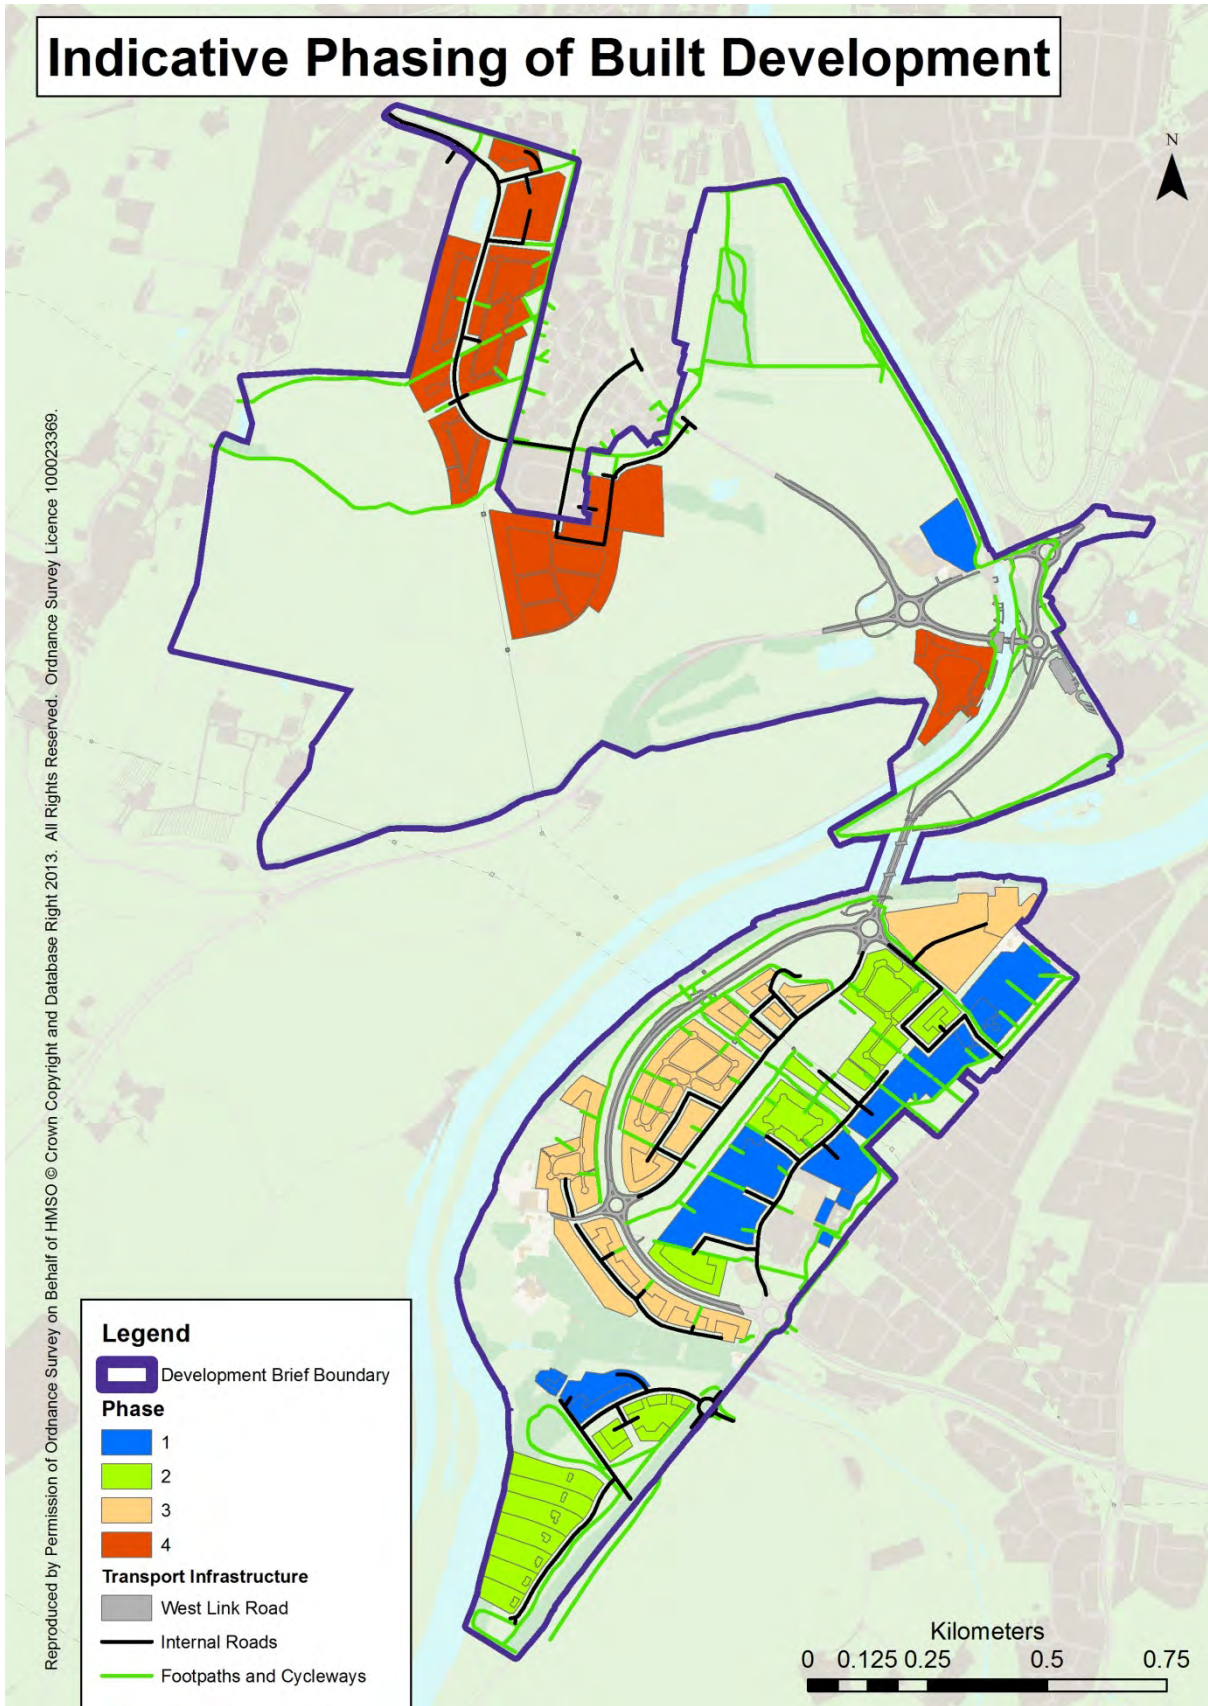 Indicative Phasing of Built Development
N
Reproduced by Permission of Ordnance Survey on Behalf of HMSO © Crown Copyright and Database Right 2013.  All Rights Reserved.  Ordnance Survey Licence 100023369.
Legend
Development Brief Boundary
Phase
1
2
3
4
Transport Infrastructure
West Link Road
Internal Roads
Footpaths and Cycleways
Kilometers
0 0.125 0.25 0.5 0.75